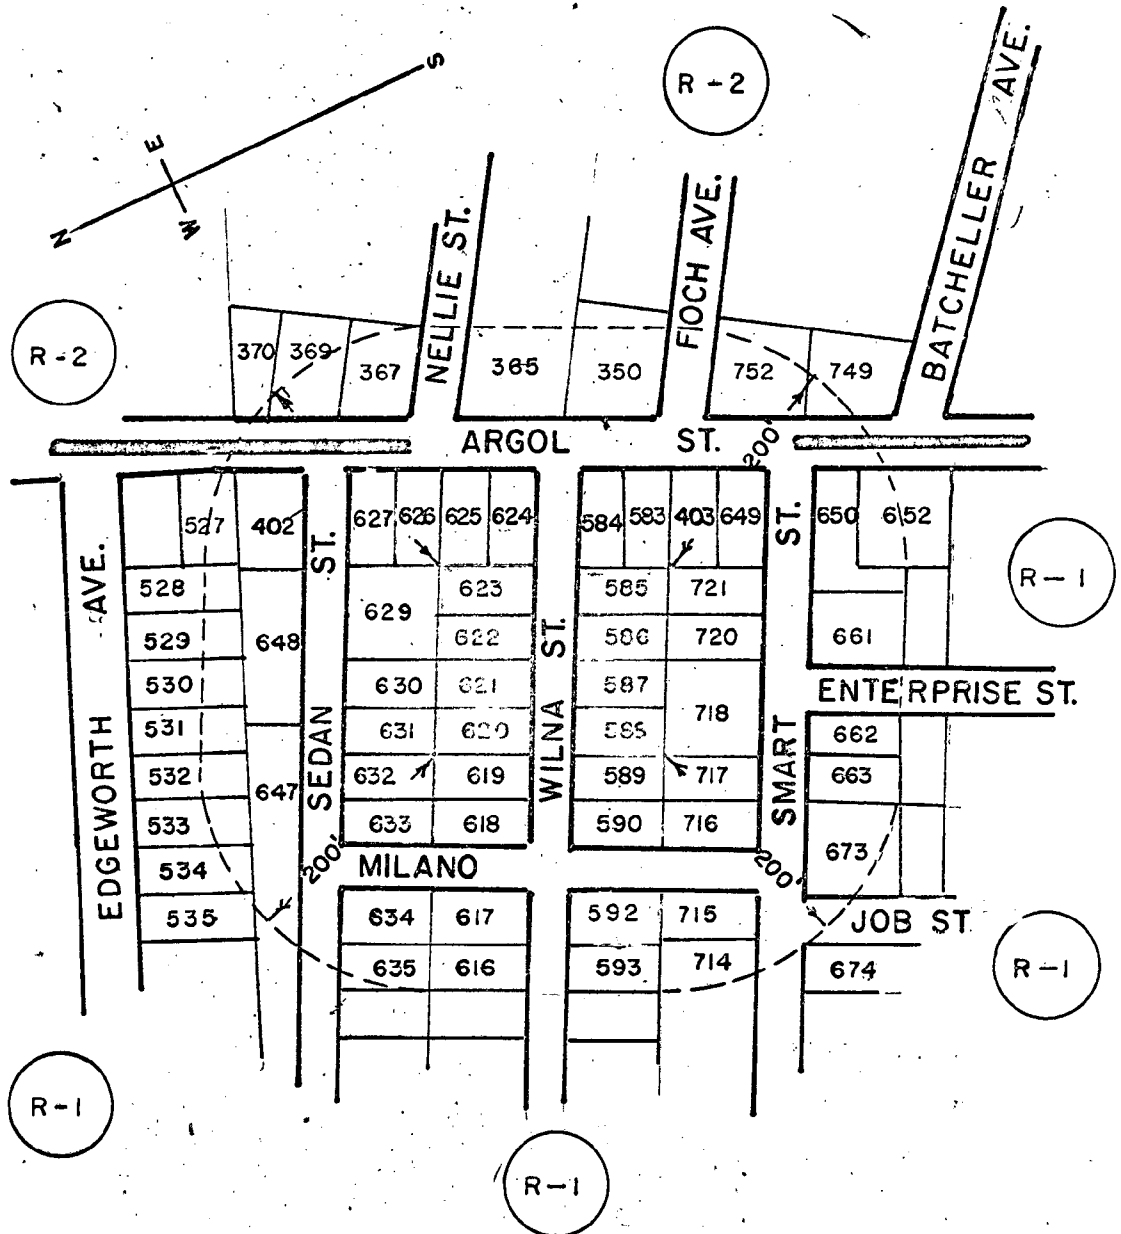 R-2
AVE.
S
E
W
N
NELLIE ST.
FIOCH AVE.
BATCHELLER
R-2
370 369 367 365 350 752 749
ARGOL ST.
200'
527 402 ST. 627 626 625 624 584 583 403 649 ST. 650 652
AVE.
528 623 585 721
R-1
529 629 622 586 720 661
648 ST.
530 630 621 587 ENTERPRISE ST.
531 631 620 718 662
EDGEWORTH SEDAN WILNA SMART
532 647 632 619 589 717 663
533 633 618 590 716
534 200' MILANO 200' 673
535 634 617 592 715 JOB ST
635 616 593 714 674
R-1
R-1
R-1